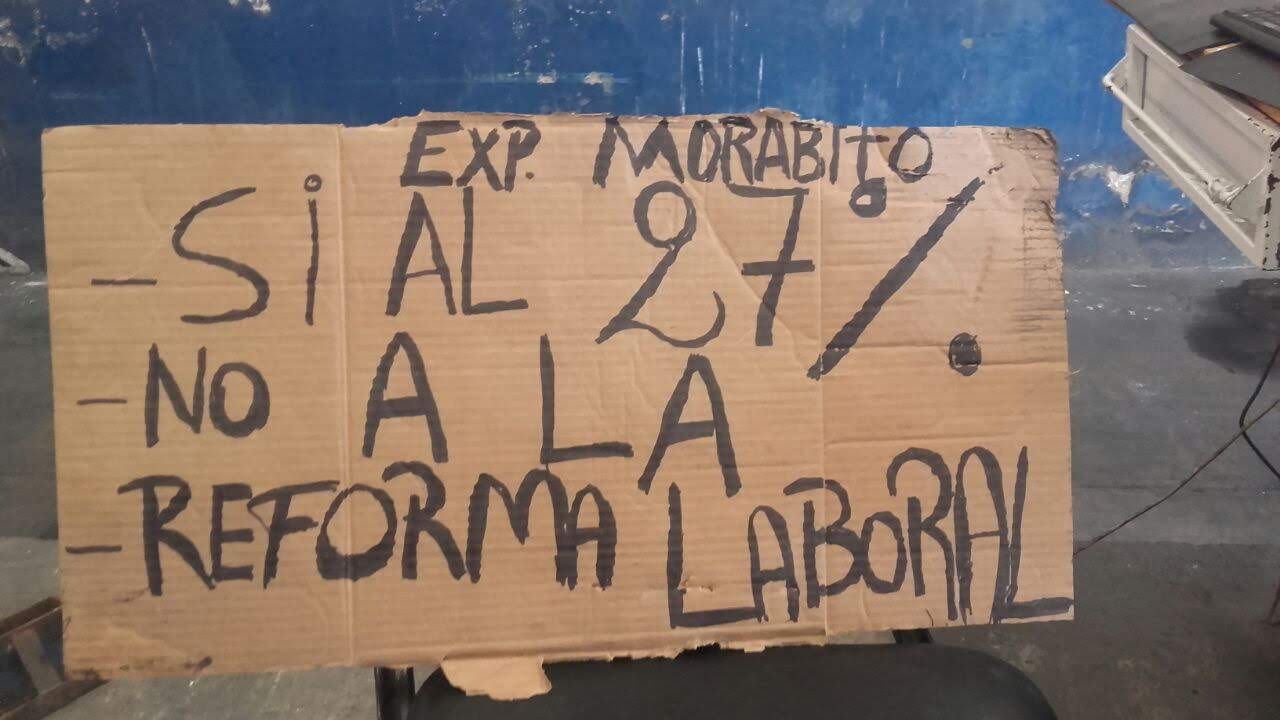 EXP. MORABITO
- SI AL 27%.
- NO A LA
- REFORMA LABORAL